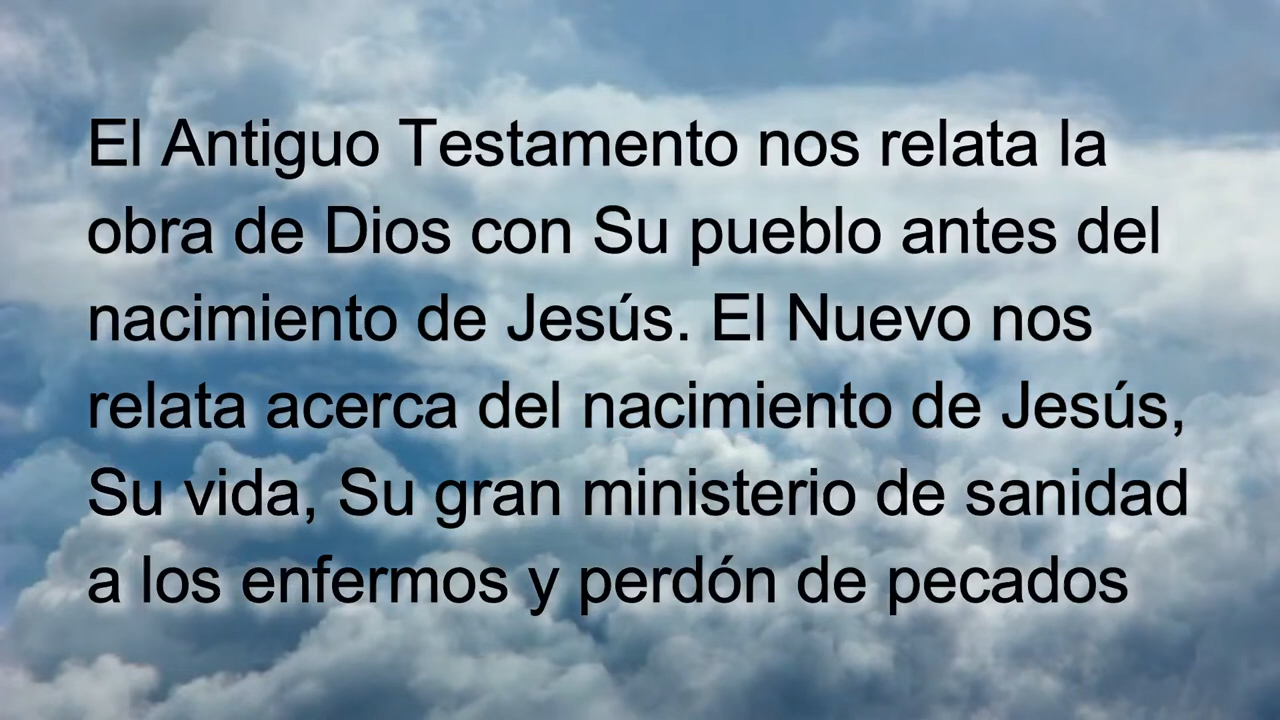 El Antiguo Testamento nos relata la
obra de Dios con Su pueblo antes del
nacimiento de Jesús. El Nuevo nos
relata acerca del nacimiento de Jesús,
Su vida, Su gran ministerio de sanidad
a los enfermos y perdón de pecados